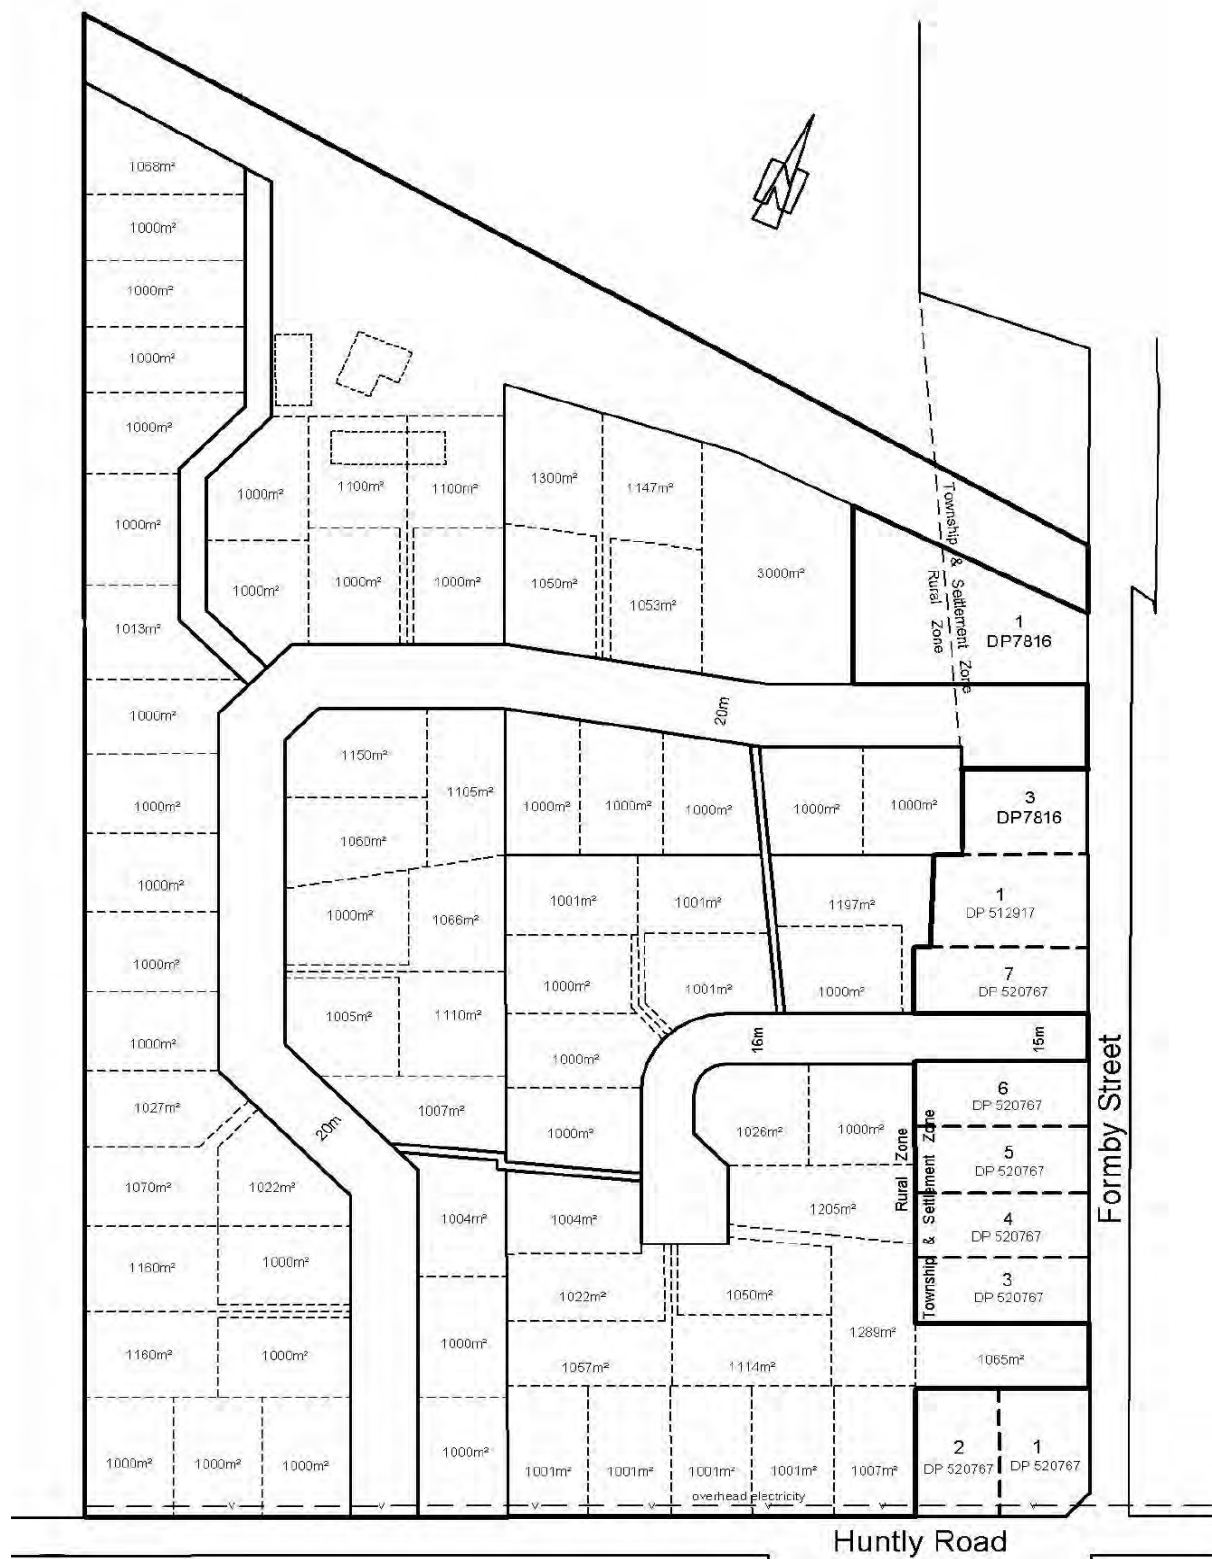 1068m²
1000m²
1000m²
1000m²
1000m²
1000m²
1100m²
1100m²
1300m²
1147m²
1000m²
1000m²
1000m²
1000m²
1050m²
1053m²
3000m²
Township & Settlement Zone
Rural Zone
1
DP7816
1013m²
1000m²
20m
1150m²
1105m²
1000m²
1000m²
1000m²
1000m²
1000m²
1000m²
3
DP7816
1060m²
1000m²
1000m²
1066m²
1001m²
1001m²
1197m²
1
DP 512917
1000m²
1000m²
1001m²
1000m²
7
DP 520767
1005m²
1110m²
1000m²
1000m²
16m
15m
1027m²
1007m²
1000m²
1026m²
1000m²
6
DP 520767
20m
Rural Zone
Township & Settlement Zone
5
DP 520767
1070m²
1022m²
1004m²
1004m²
1205m²
4
DP 520767
Formby Street
1160m²
1000m²
1022m²
1050m²
3
DP 520767
1160m²
1000m²
1000m²
1057m²
1114m²
1289m²
1065m²
1000m²
1000m²
1000m²
1000m²
1001m²
1001m²
1001m²
1001m²
1007m²
2
DP 520767
1
DP 520767
overhead electricity
Huntly Road